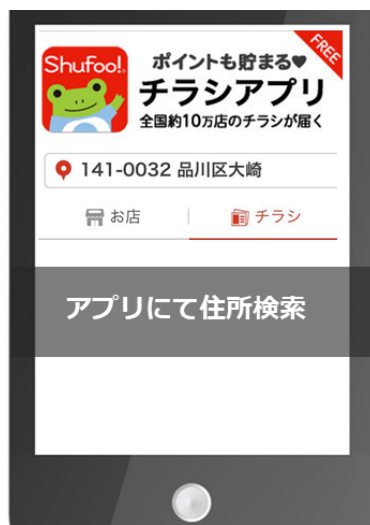 FREE
Shufoo!
ポイントも貯まる♥
チラシアプリ
全国約10万店のチラシが届く
141-0032 品川区大崎
お店
チラシ
アプリにて住所検索